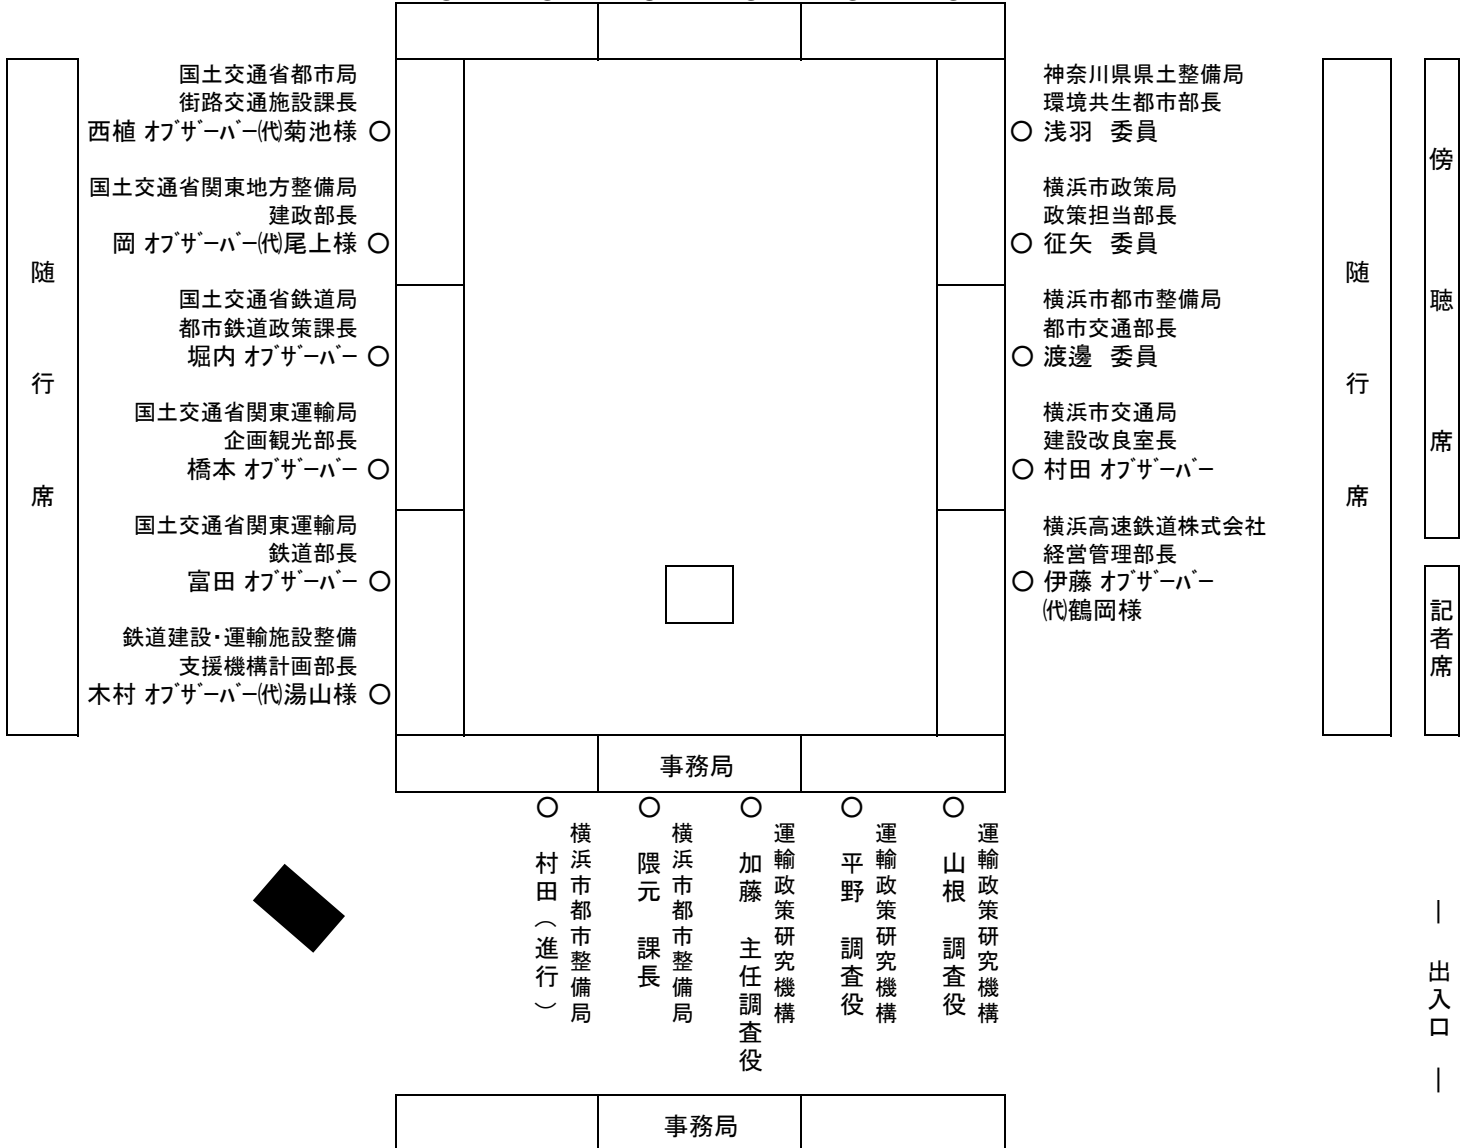 国土交通省都市局
街路交通施設課長
西植 ｵﾌﾞｻﾞｰﾊﾞｰ㈹菊池様 ○
国土交通省関東地方整備局
建政部長
岡 ｵﾌﾞｻﾞｰﾊﾞｰ㈹尾上様 ○
国土交通省鉄道局
都市鉄道政策課長
堀内 ｵﾌﾞｻﾞｰﾊﾞｰ ○
国土交通省関東運輸局
企画観光部長
橋本 ｵﾌﾞｻﾞｰﾊﾞｰ ○
国土交通省関東運輸局
鉄道部長
富田 ｵﾌﾞｻﾞｰﾊﾞｰ ○
鉄道建設・運輸施設整備
支援機構計画部長
木村 ｵﾌﾞｻﾞｰﾊﾞｰ㈹湯山様 ○
随行席
神奈川県県土整備局
環境共生都市部長
○ 浅羽 委員
横浜市政策局
政策担当部長
○ 征矢 委員
横浜市都市整備局
都市交通部長
○ 渡邊 委員
横浜市交通局
建設改良室長
○ 村田 ｵﾌﾞｻﾞｰﾊﾞｰ
横浜高速鉄道株式会社
経営管理部長
○ 伊藤 ｵﾌﾞｻﾞｰﾊﾞｰ
㈹鶴岡様
随行席
傍聴席
記者席
事務局
○ 山根 調査役
運輸政策研究機構
○ 平野 調査役
運輸政策研究機構
○ 加藤 主任調査役
運輸政策研究機構
○ 隈元 課長
横浜市都市整備局
○ 村田（進行）
横浜市都市整備局
｜ 出入口 ｜
事務局